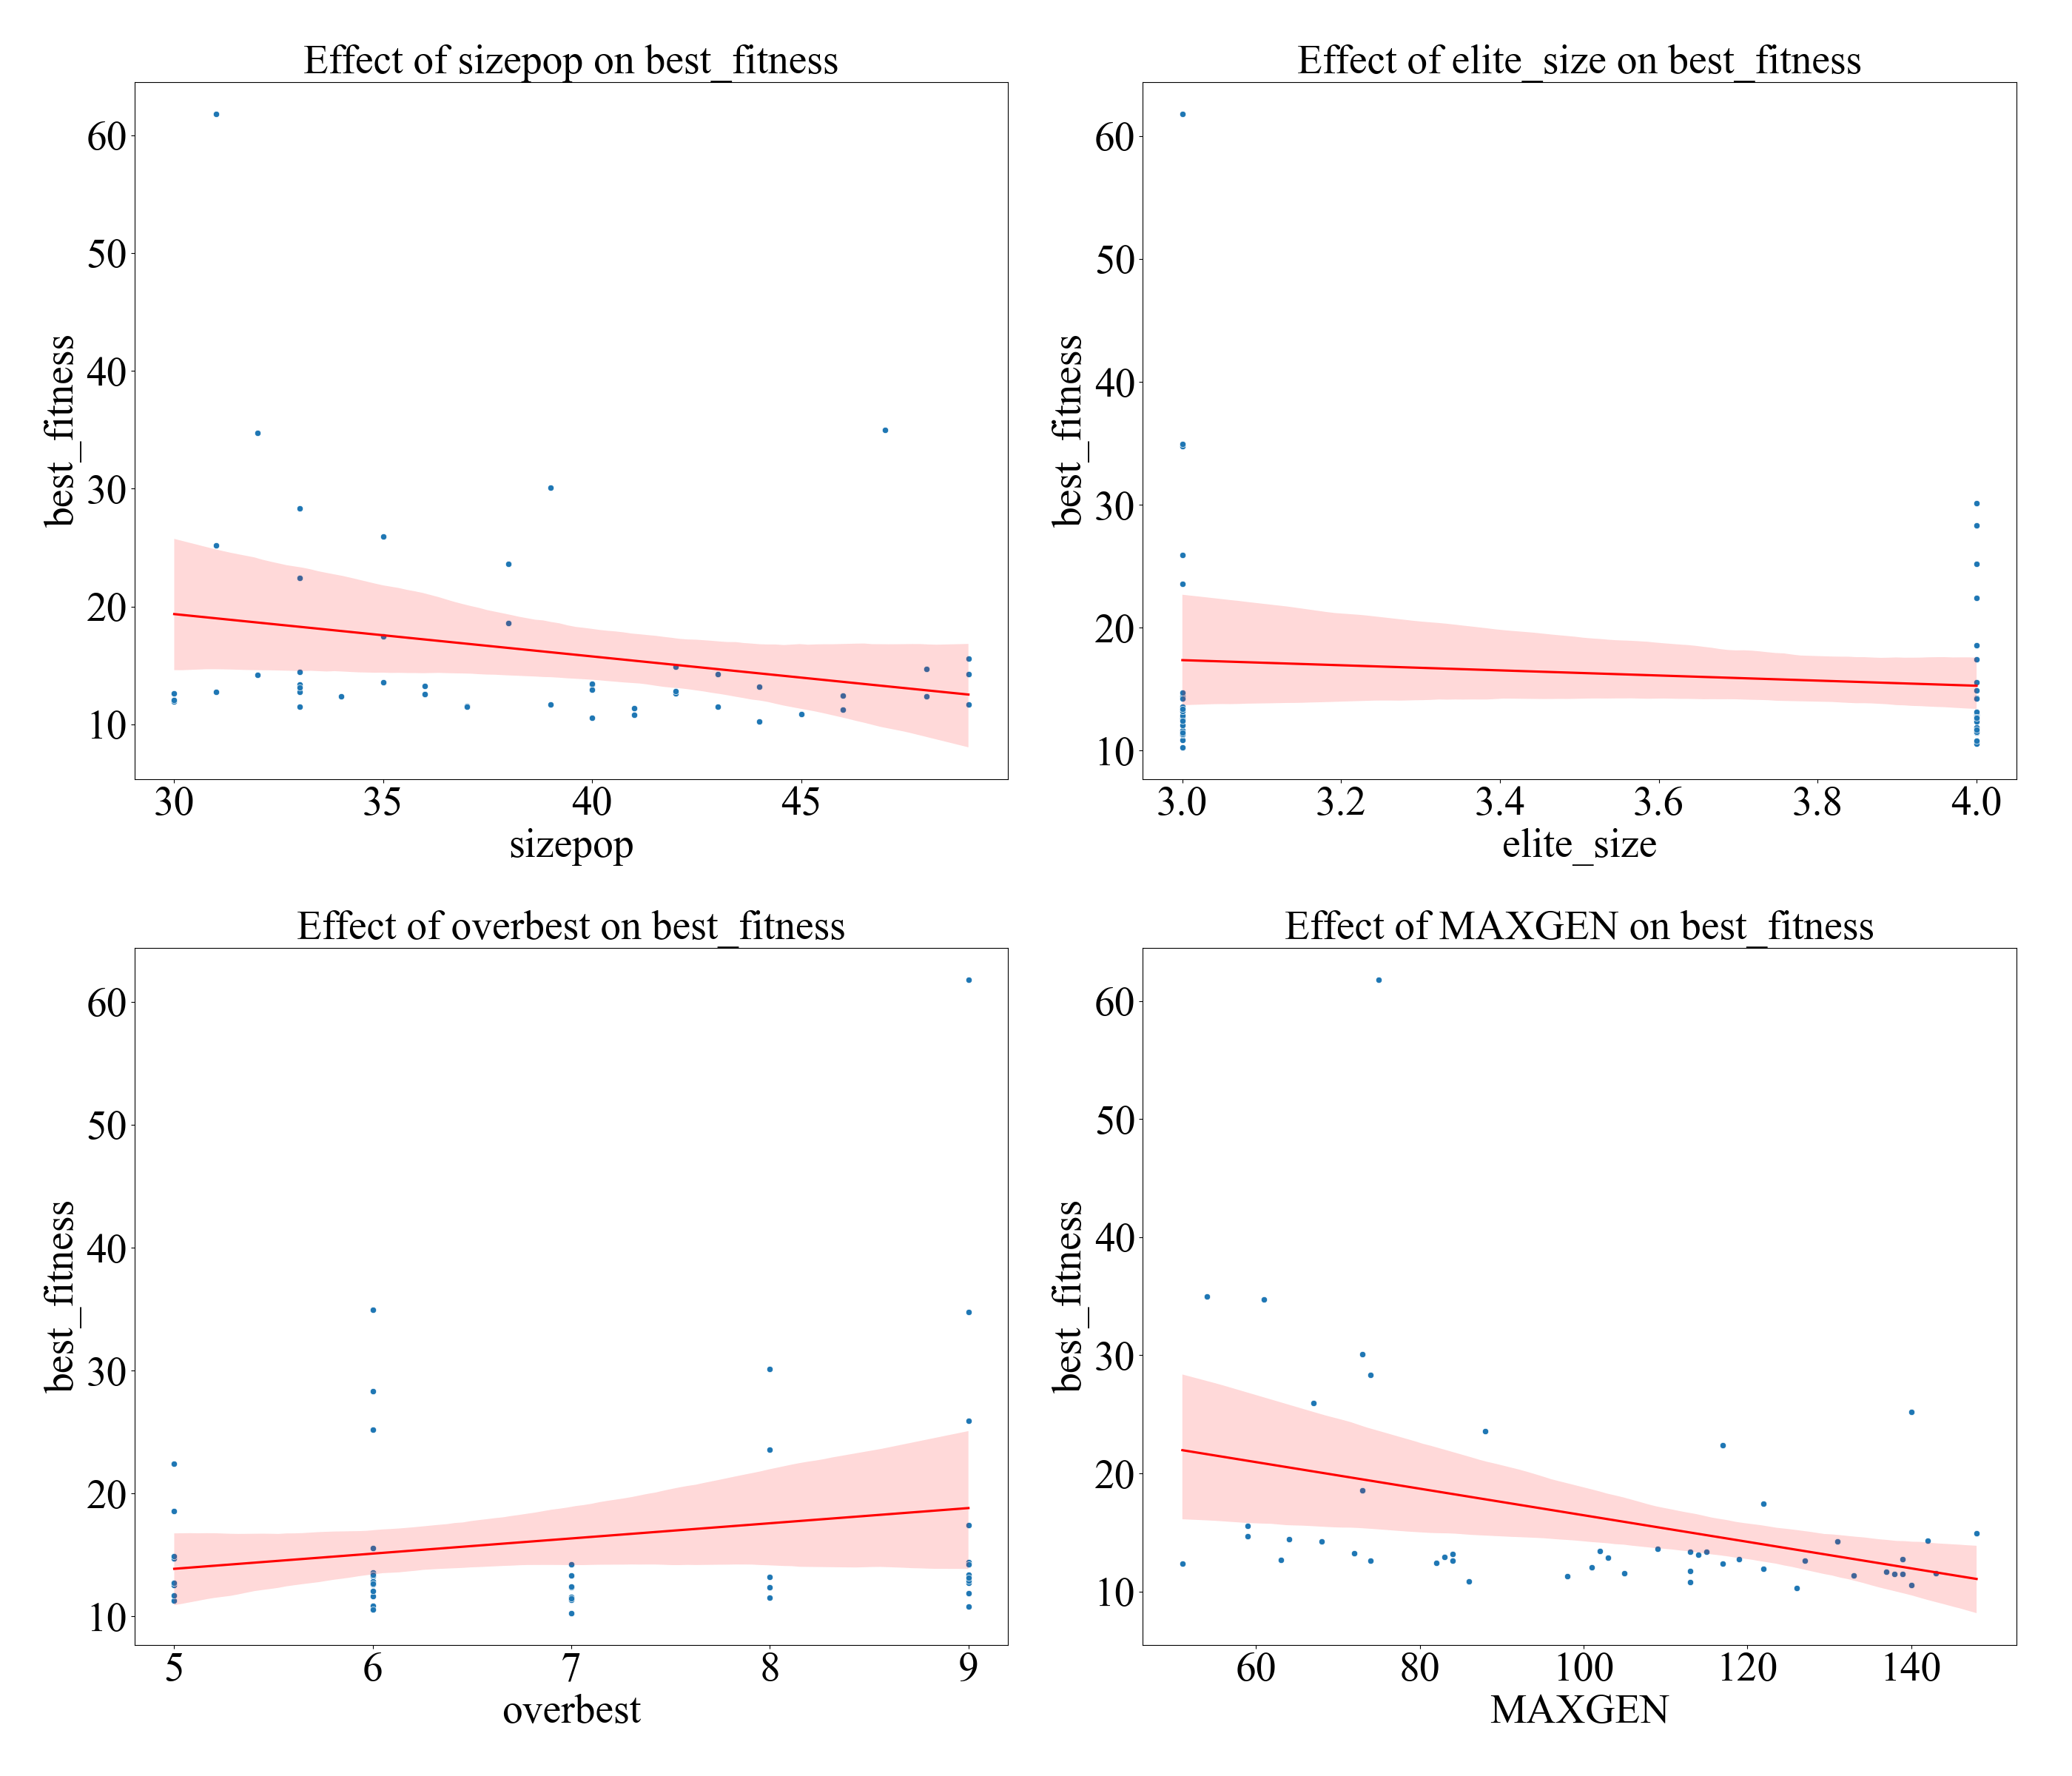 Effect of sizepop on best_fitness
best_fitness
60
50
40
30
20
10
30 35 40 45
sizepop
Effect of elite_size on best_fitness
best_fitness
60
50
40
30
20
10
3.0 3.2 3.4 3.6 3.8 4.0
elite_size
Effect of overbest on best_fitness
best_fitness
60
50
40
30
20
10
5 6 7 8 9
overbest
Effect of MAXGEN on best_fitness
best_fitness
60
50
40
30
20
10
60 80 100 120 140
MAXGEN